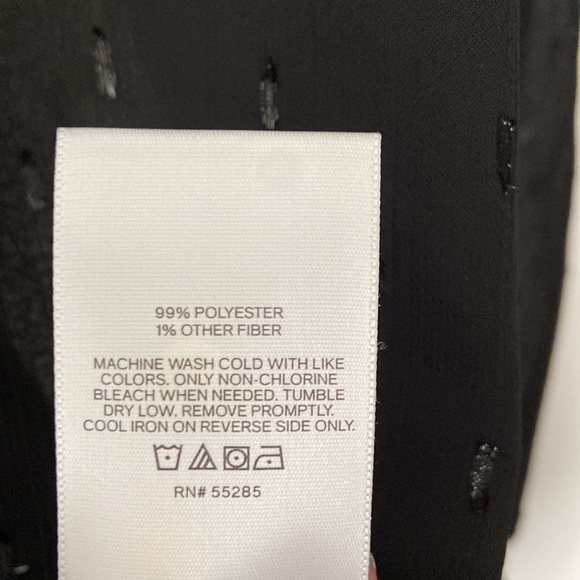 99% POLYESTER
1% OTHER FIBER
MACHINE WASH COLD WITH LIKE
COLORS. ONLY NON-CHLORINE
BLEACH WHEN NEEDED. TUMBLE
DRY LOW. REMOVE PROMPTLY.
COOL IRON ON REVERSE SIDE ONLY.
RN# 55285